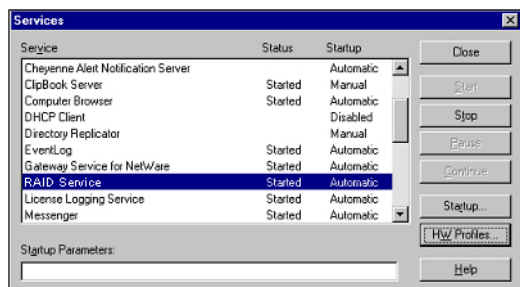 Services
Service Status Startup
Cheyenne Alert Notification Server Automatic
ClipBook Server Started Manual
Computer Browser Started Automatic
DHCP Client Disabled
Directory Replicator Manual
EventLog Started Automatic
Gateway Service for NetWare Started Automatic
RAID Service Started Automatic
License Logging Service Started Automatic
Messenger Started Automatic
Startup Parameters:
Close
Start
Stop
Pause
Continue
Startup...
HW Profiles...
Help